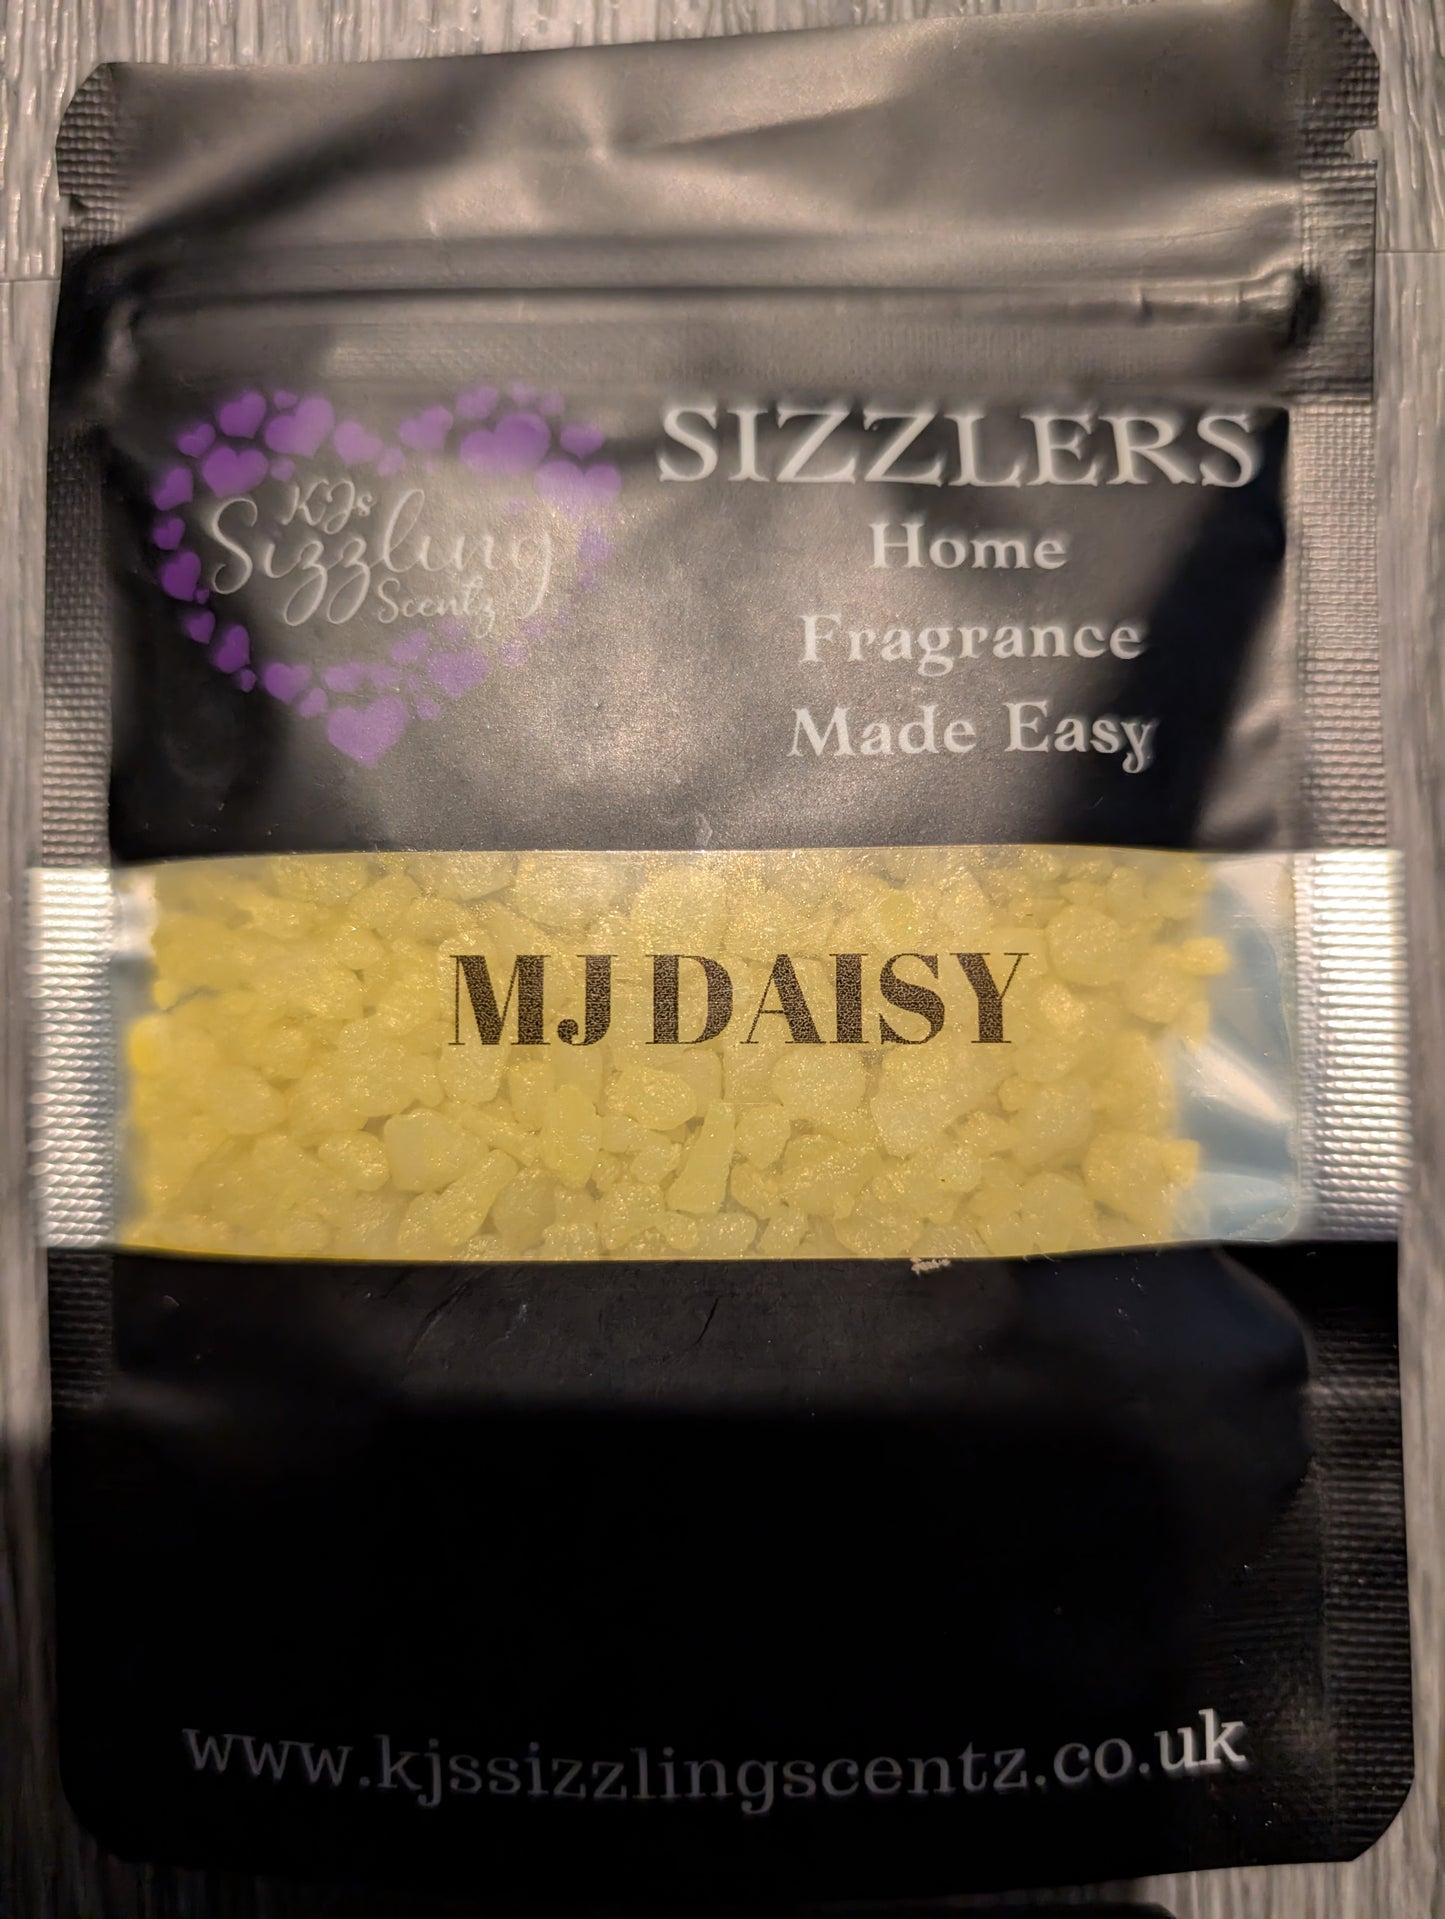 KJs
Sizzling
Scentz
SIZZLERS
Home
Fragrance
Made Easy
MJ DAISY
www.kjssizzlingscentz.co.uk